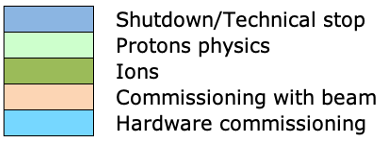 Shutdown/Technical stop
Protons physics
Ions
Commissioning with beam
Hardware commissioning